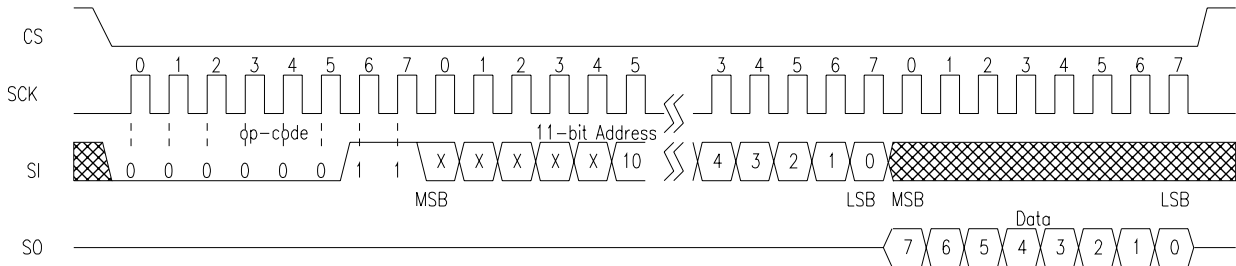 CS
0 1 2 3 4 5 6 7 0 1 2 3 4 5 3 4 5 6 7 0 1 2 3 4 5 6 7
SCK
op-code 11-bit Address
SI 0 0 0 0 0 0 1 1 X X X X X 10 4 3 2 1 0
MSB LSB MSB LSB
Data
SO 7 6 5 4 3 2 1 0